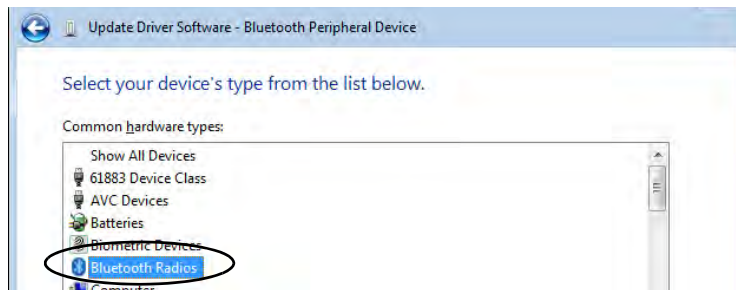 Update Driver Software - Bluetooth Peripheral Device
Select your device's type from the list below.
Common hardware types:
Show All Devices
61883 Device Class
AVC Devices
Batteries
Biometric Devices
Bluetooth Radios
Computer